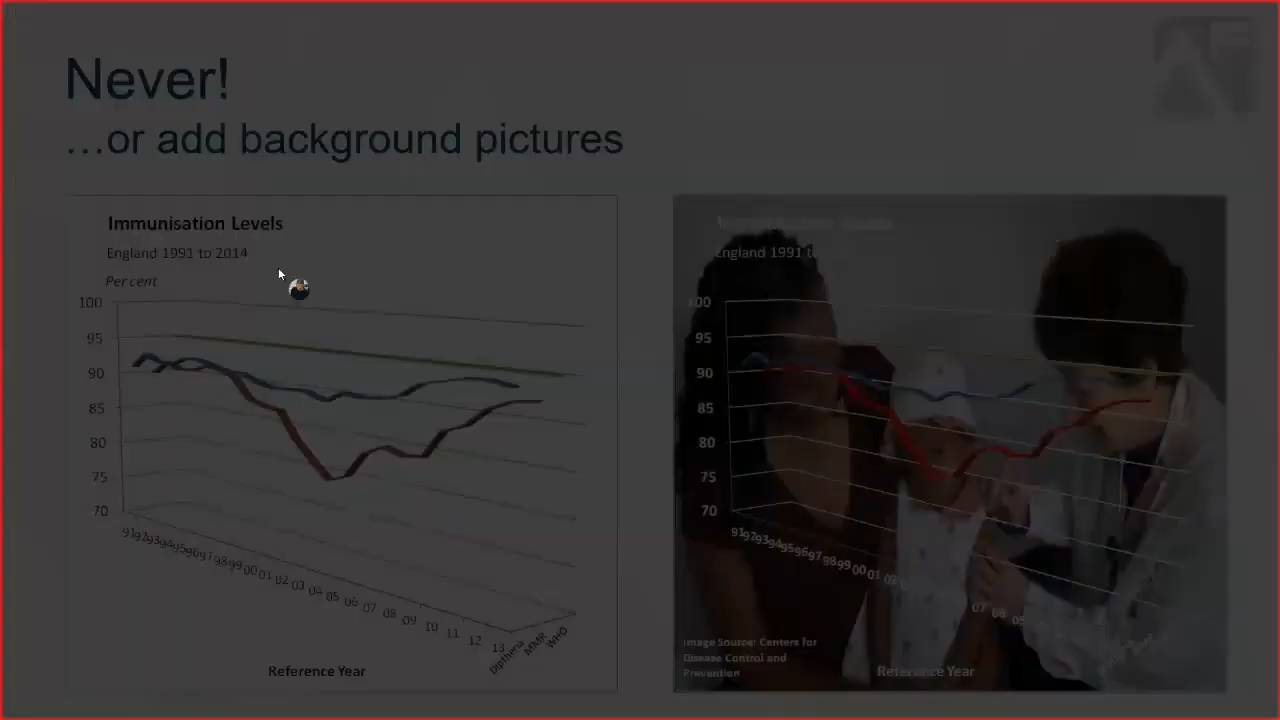 Never!
…or add background pictures
Immunisation Levels
England 1991 to 2014
Per cent
100
95
90
85
80
75
70
91 92 93 94 95 96 97 98 99 00 01 02 03 04 05 06 07 08 09 10 11 12 13
Diptheria
MMR
WHO
Reference Year
Immunisation Levels
England 1991 t
100
95
90
85
80
75
70
91 92 93 94 95 96 97 98 99 00 01 02
07 08 09
Image Source: Centers for
Disease Control and
Prevention
Reference Year